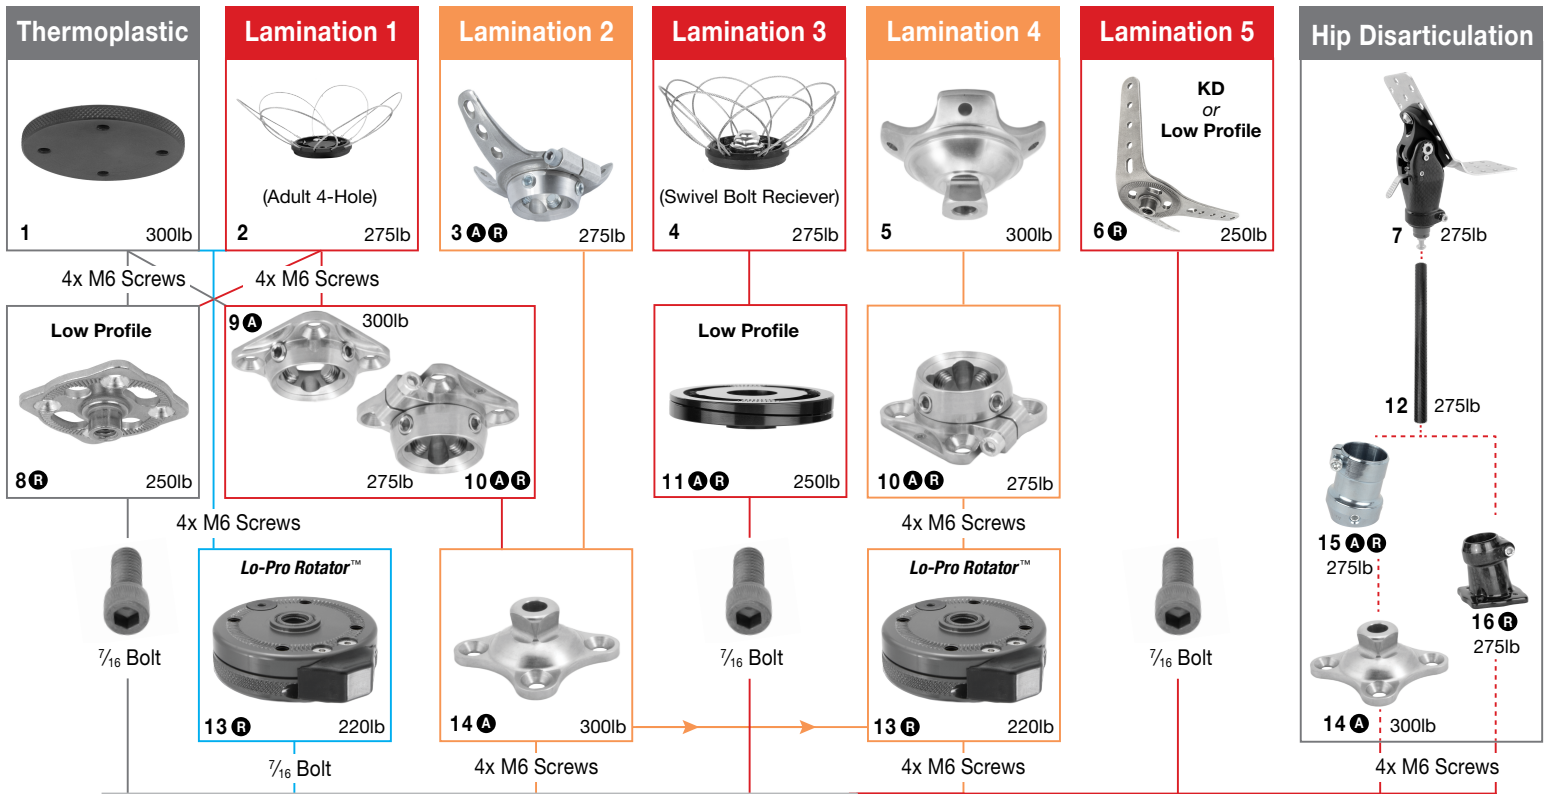 Thermoplastic
Lamination 1
Lamination 2
Lamination 3
Lamination 4
Lamination 5
Hip Disarticulation
1 300lb
(Adult 4-Hole)
2 275lb
3 A R 275lb
(Swivel Bolt Reciever)
4 275lb
5 300lb
KD
or
Low Profile
6 R 250lb
7 275lb
4x M6 Screws
4x M6 Screws
Low Profile
8 R 250lb
9 A 300lb
275lb 10 A R
Low Profile
11 A R 250lb
10 A R 275lb
12 275lb
4x M6 Screws
4x M6 Screws
15 A R
275lb
16 R
275lb
7/16 Bolt
Lo-Pro Rotator™
13 R 220lb
14 A 300lb
7/16 Bolt
Lo-Pro Rotator™
13 R 220lb
7/16 Bolt
14 A 300lb
7/16 Bolt
4x M6 Screws
4x M6 Screws
4x M6 Screws